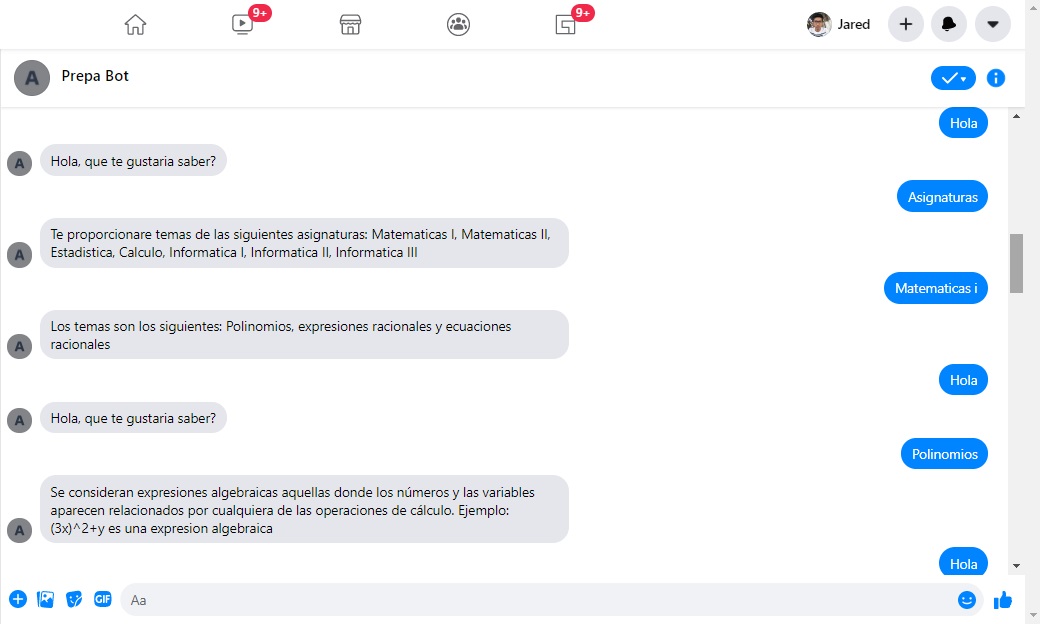 9+
9+
Jared
A
Prepa Bot
Hola
A
Hola, que te gustaria saber?
Asignaturas
Te proporcionare temas de las siguientes asignaturas: Matematicas I, Matematicas II,
A
Estadistica, Calculo, Informatica I, Informatica II, Informatica III
Matematicas i
Los temas son los siguientes: Polinomios, expresiones racionales y ecuaciones
A
racionales
Hola
A
Hola, que te gustaria saber?
Polinomios
Se consideran expresiones algebraicas aquellas donde los números y las variables
aparecen relacionados por cualquiera de las operaciones de cálculo. Ejemplo:
A
(3x)^2+y es una expresion algebraica
Hola
GIF
Aa